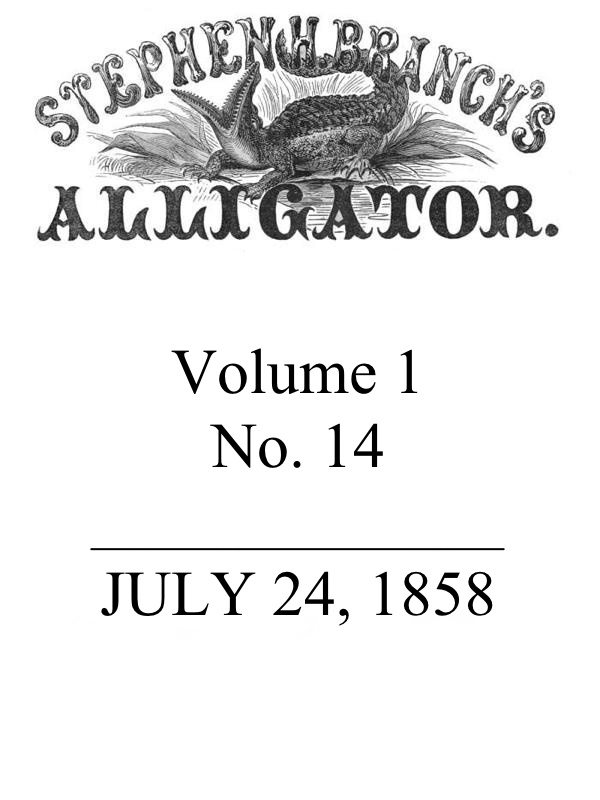 STEPHEN H. BRANCH'S
ALLIGATOR.
Volume 1
No. 14
JULY 24, 1858